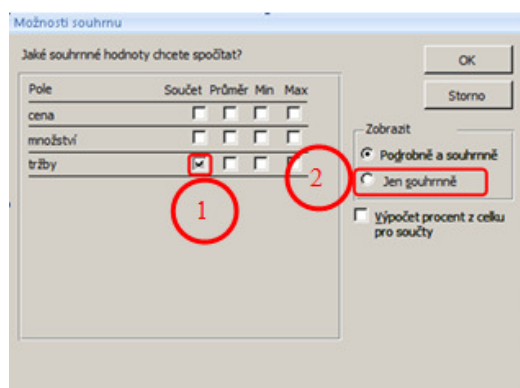 Možnosti souhrnu
Jaké souhrnné hodnoty chcete spočítat?
OK
Storno
Pole Součet Průměr Min Max
cena
množství
tržby
1
2
Zobrazit
Podrobně a souhrnně
Jen souhrnně
Výpočet procent z celku
pro součty